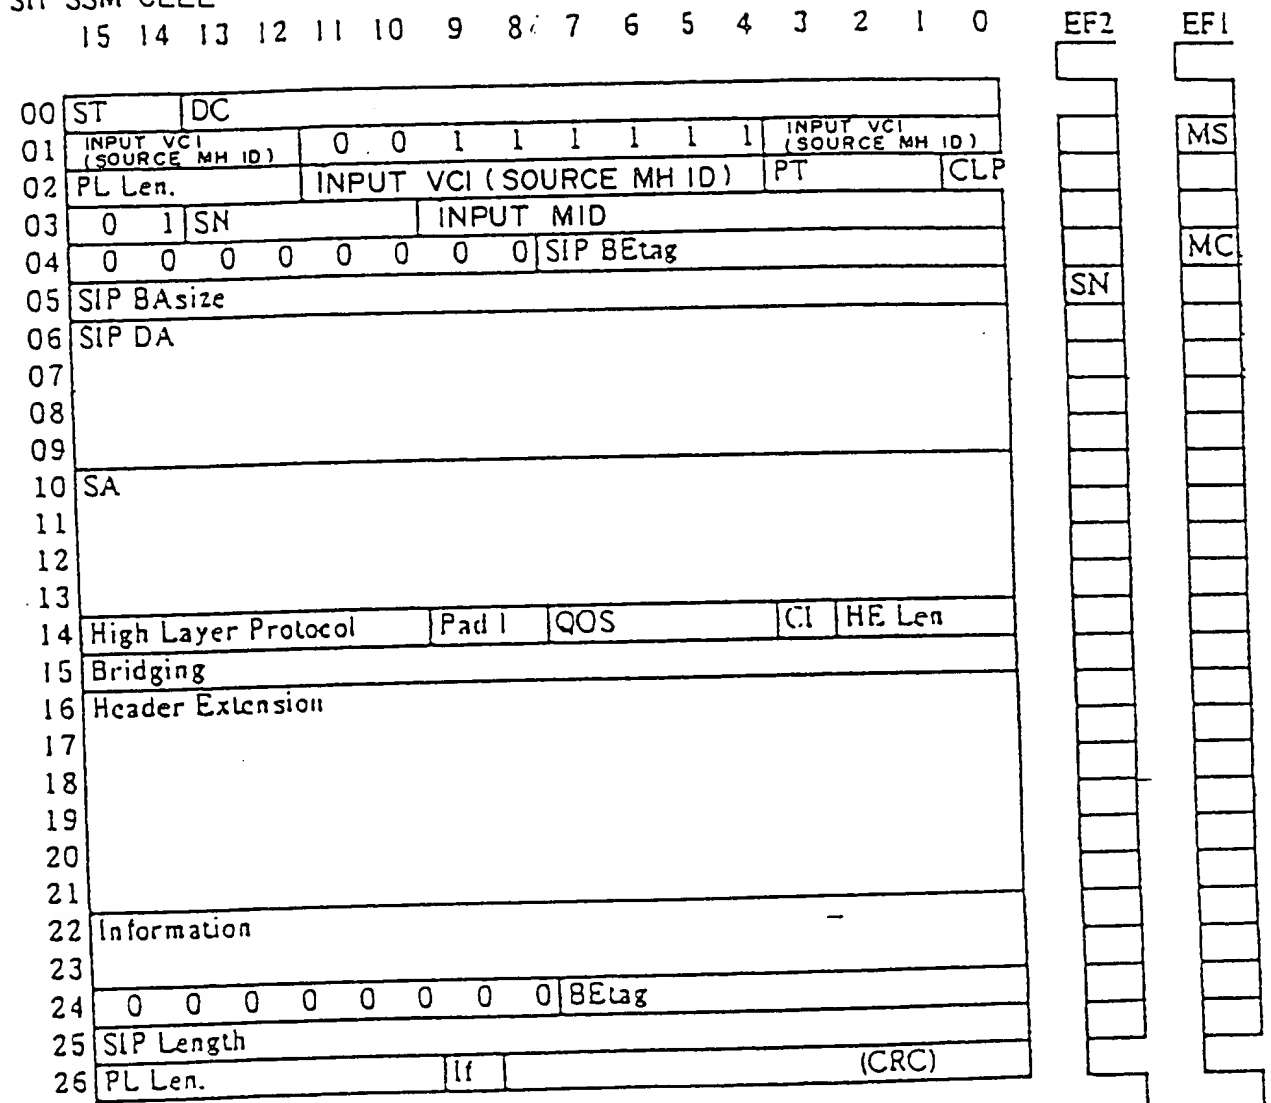 SIP SSM CELL
15 14 13 12 11 10 9 8 7 6 5 4 3 2 1 0 EF2 EF1
00 ST DC
01 INPUT VCI (SOURCE MH ID) 0 0 1 1 1 1 1 1 INPUT VCI (SOURCE MH ID) MS
02 PL Len. INPUT VCI (SOURCE MH ID) PT CLP
03 0 1 SN INPUT MID
04 0 0 0 0 0 0 0 0 SIP BEtag MC
05 SIP BAsize SN
06 SIP DA
07
08
09
10 SA
11
12
13
14 High Layer Protocol Pad 1 QOS CI HE Len
15 Bridging
16 Header Extension
17
18
19
20
21
22 Information
23
24 0 0 0 0 0 0 0 0 BEtag
25 SIP Length
26 PL Len. If (CRC)